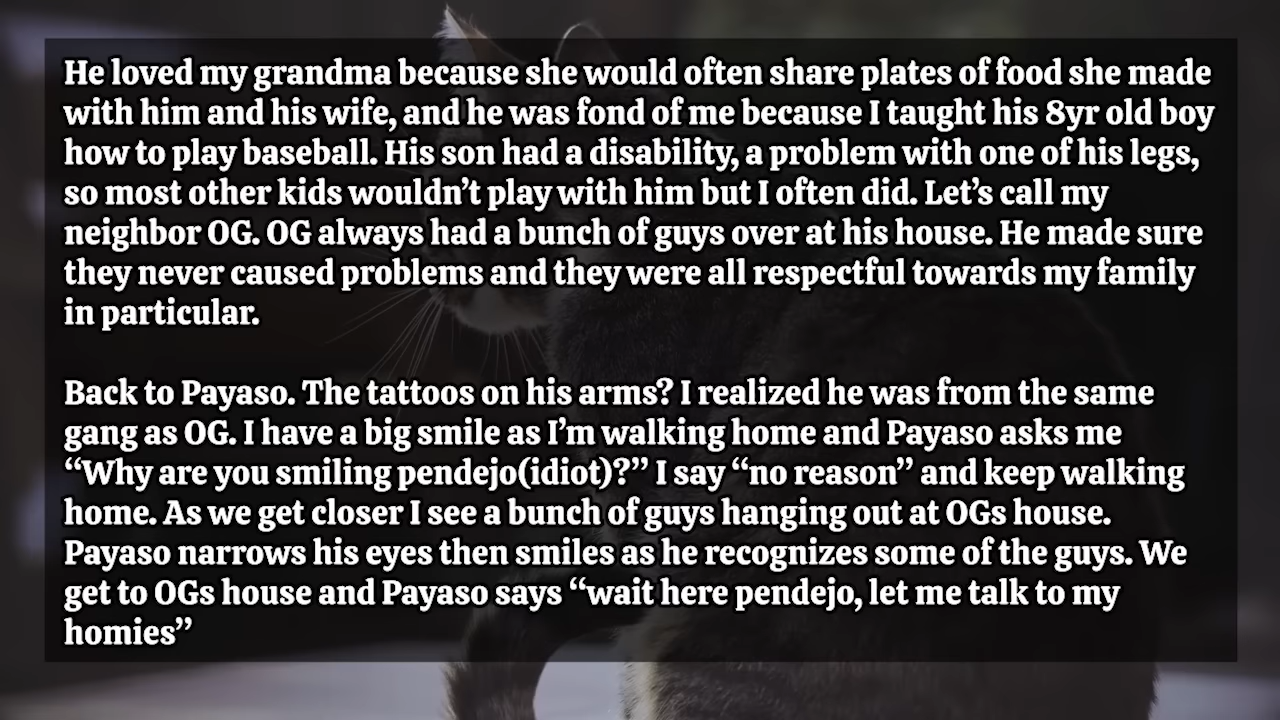 He loved my grandma because she would often share plates of food she made
with him and his wife, and he was fond of me because I taught his 8yr old boy
how to play baseball. His son had a disability, a problem with one of his legs,
so most other kids wouldn’t play with him but I often did. Let’s call my
neighbor OG. OG always had a bunch of guys over at his house. He made sure
they never caused problems and they were all respectful towards my family
in particular.
Back to Payaso. The tattoos on his arms? I realized he was from the same
gang as OG. I have a big smile as I’m walking home and Payaso asks me
“Why are you smiling pendejo(idiot)?” I say “no reason” and keep walking
home. As we get closer I see a bunch of guys hanging out at OGs house.
Payaso narrows his eyes then smiles as he recognizes some of the guys. We
get to OGs house and Payaso says “wait here pendejo, let me talk to my
homies”